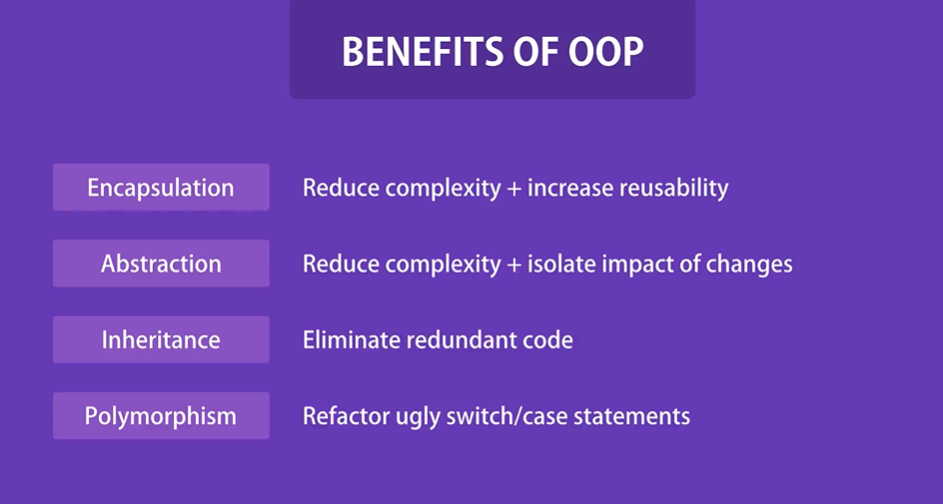 BENEFITS OF OOP
Encapsulation Reduce complexity + increase reusability
Abstraction Reduce complexity + isolate impact of changes
Inheritance Eliminate redundant code
Polymorphism Refactor ugly switch/case statements